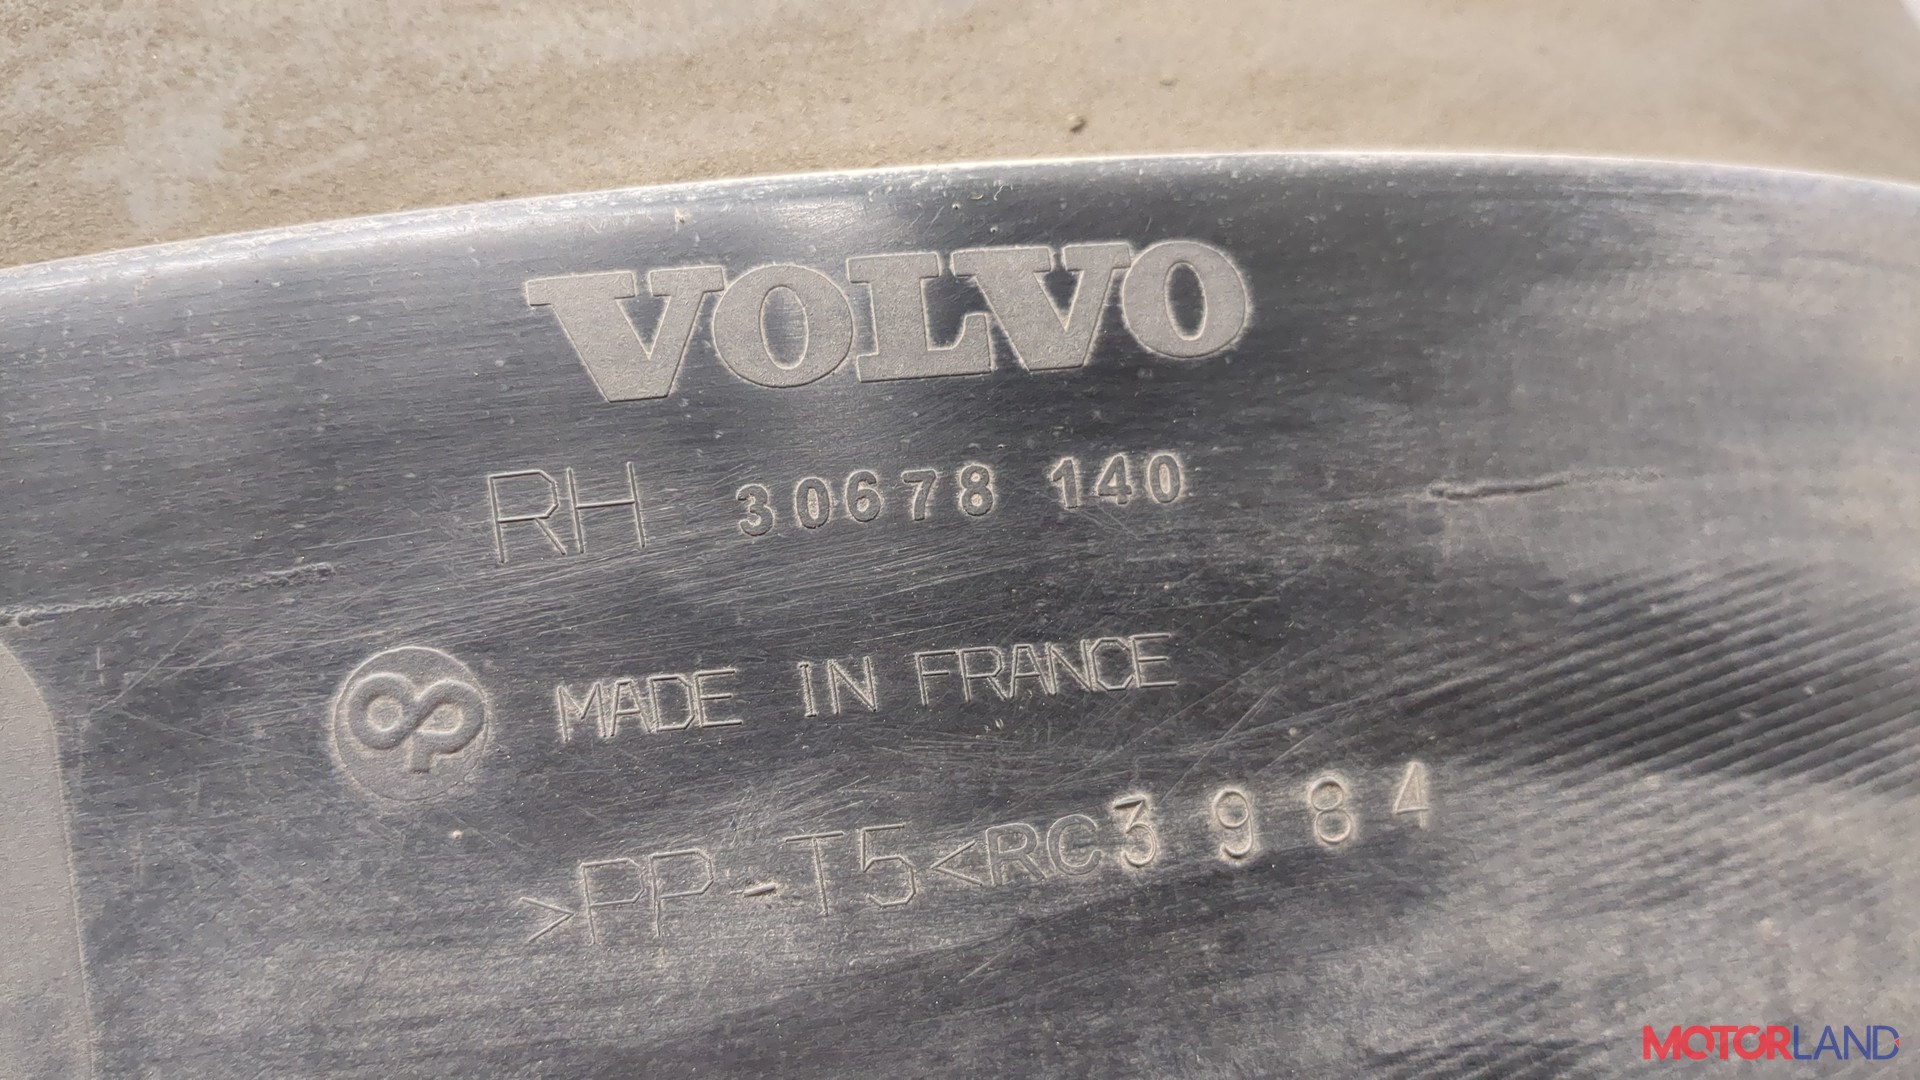 VOLVO
RH 30678 140
MADE IN FRANCE
>PP-T5<RC3984
MOTORLAND